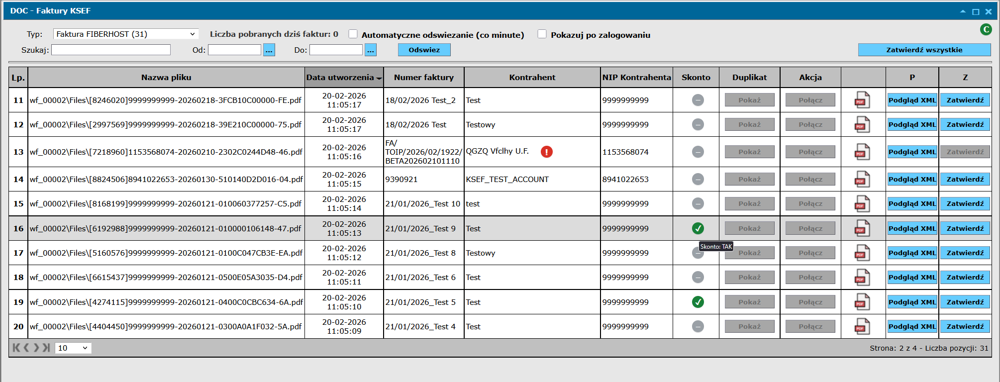 DOC - Faktury KSEF
Typ: Faktura FIBERHOST (31) Liczba pobranych dziś faktur: 0 Automatyczne odswiezanie (co minute) Pokazuj po zalogowaniu C
Szukaj: Od: ... Do: ... Odswiez Zatwierdź wszystkie
Lp. Nazwa pliku Data utworzenia Numer faktury Kontrahent NIP Kontrahenta Skonto Duplikat Akcja P Z
11 wf_00002\Files\[8246020]9999999999-20260218-3FCB10C00000-FE.pdf 20-02-2026 11:05:17 18/02/2026 Test_2 Test 9999999999 Pokaż Połącz PDF Podgląd XML Zatwierdź
12 wf_00002\Files\[2997569]9999999999-20260218-39E210C00000-75.pdf 20-02-2026 11:05:17 18/02/2026 Test Testowy 9999999999 Pokaż Połącz PDF Podgląd XML Zatwierdź
13 wf_00002\Files\[7218960]1153568074-20260210-2302C0244D48-46.pdf 20-02-2026 11:05:16 FA/TOIP/2026/02/1922/BETA202602101110 QGZQ Vfclhy U.F. ! 1153568074 Pokaż Połącz PDF Podgląd XML Zatwierdź
14 wf_00002\Files\[8824506]8941022653-20260130-510140D2D016-04.pdf 20-02-2026 11:05:15 9390921 KSEF_TEST_ACCOUNT 8941022653 Pokaż Połącz PDF Podgląd XML Zatwierdź
15 wf_00002\Files\[8168199]9999999999-20260121-010060377257-C5.pdf 20-02-2026 11:05:14 21/01/2026_Test 10 test 9999999999 Pokaż Połącz PDF Podgląd XML Zatwierdź
16 wf_00002\Files\[6192988]9999999999-20260121-010000106148-47.pdf 20-02-2026 11:05:13 21/01/2026_Test 9 Test 9999999999 Pokaż Połącz PDF Podgląd XML Zatwierdź
Skonto: TAK
17 wf_00002\Files\[5160576]9999999999-20260121-0100C047CB3E-EA.pdf 20-02-2026 11:05:12 21/01/2026_Test 8 Testowy 9999999999 Pokaż Połącz PDF Podgląd XML Zatwierdź
18 wf_00002\Files\[6615437]9999999999-20260121-0500E05A3035-D4.pdf 20-02-2026 11:05:11 21/01/2026_Test 6 Test 9999999999 Pokaż Połącz PDF Podgląd XML Zatwierdź
19 wf_00002\Files\[4274115]9999999999-20260121-0400C0CBC634-6A.pdf 20-02-2026 11:05:10 21/01/2026_Test 5 Test 9999999999 Pokaż Połącz PDF Podgląd XML Zatwierdź
20 wf_00002\Files\[4404450]9999999999-20260121-0300A0A1F032-5A.pdf 20-02-2026 11:05:09 21/01/2026_Test 4 Test 9999999999 Pokaż Połącz PDF Podgląd XML Zatwierdź
10 Strona: 2 z 4 - Liczba pozycji: 31